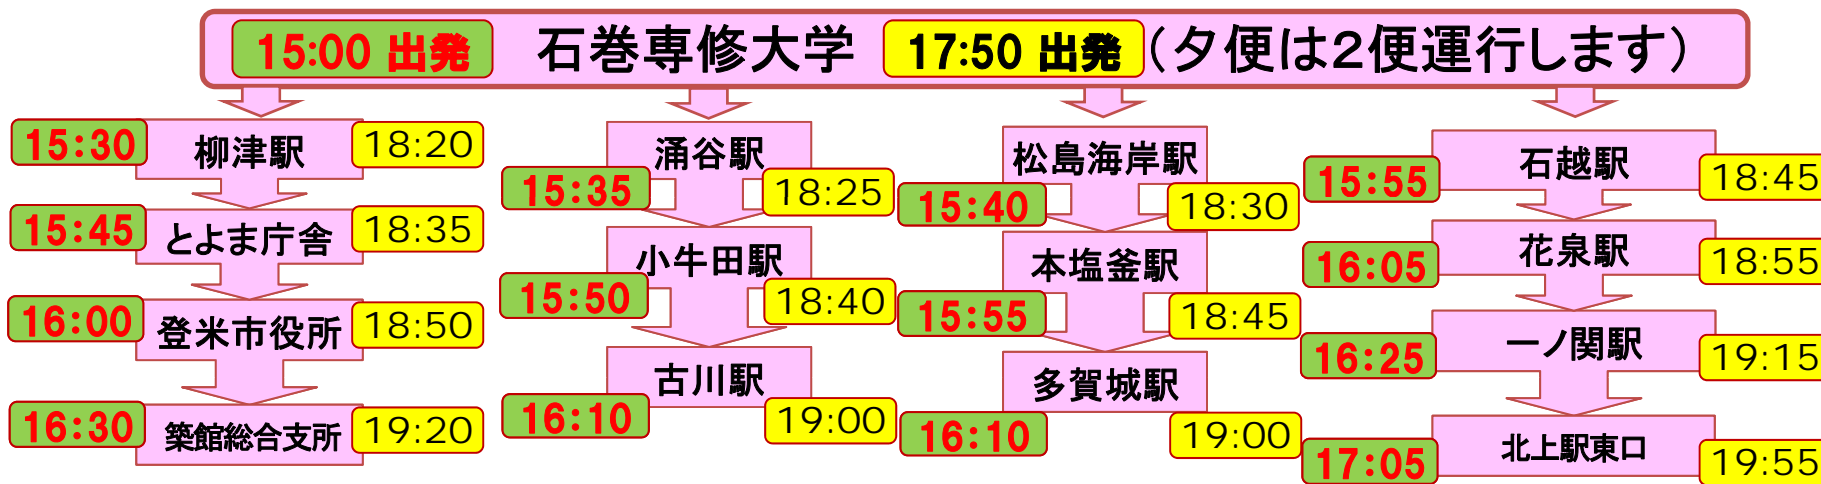 15:00 出発 石巻専修大学 17:50 出発 (夕便は2便運行します)
15:30 柳津駅 18:20
15:45 とよま庁舎 18:35
16:00 登米市役所 18:50
16:30 築館総合支所 19:20
涌谷駅
15:35 18:25
小牛田駅
15:50 18:40
古川駅
16:10 19:00
松島海岸駅
15:40 18:30
本塩釜駅
15:55 18:45
多賀城駅
16:10 19:00
石越駅
15:55 18:45
花泉駅
16:05 18:55
一ノ関駅
16:25 19:15
北上駅東口
17:05 19:55